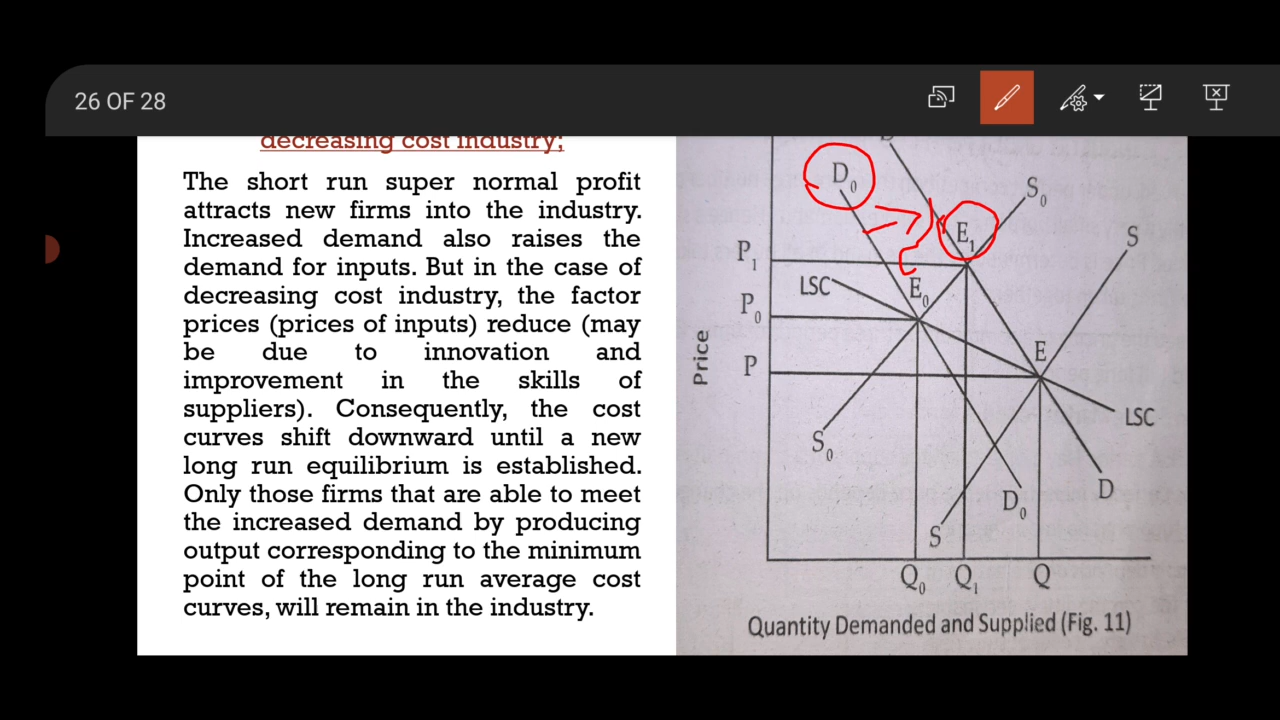 26 OF 28
decreasing cost industry;
The short run super normal profit
attracts new firms into the industry.
Increased demand also raises the
demand for inputs. But in the case of
decreasing cost industry, the factor
prices (prices of inputs) reduce (may
be due to innovation and
improvement in the skills of
suppliers). Consequently, the cost
curves shift downward until a new
long run equilibrium is established.
Only those firms that are able to meet
the increased demand by producing
output corresponding to the minimum
point of the long run average cost
curves, will remain in the industry.
D₀
S₀
E₁
S
P₁
LSC
E₀
P₀
E
P
Price
LSC
S₀
D₀
D
S
Q₀ Q₁ Q
Quantity Demanded and Supplied (Fig. 11)